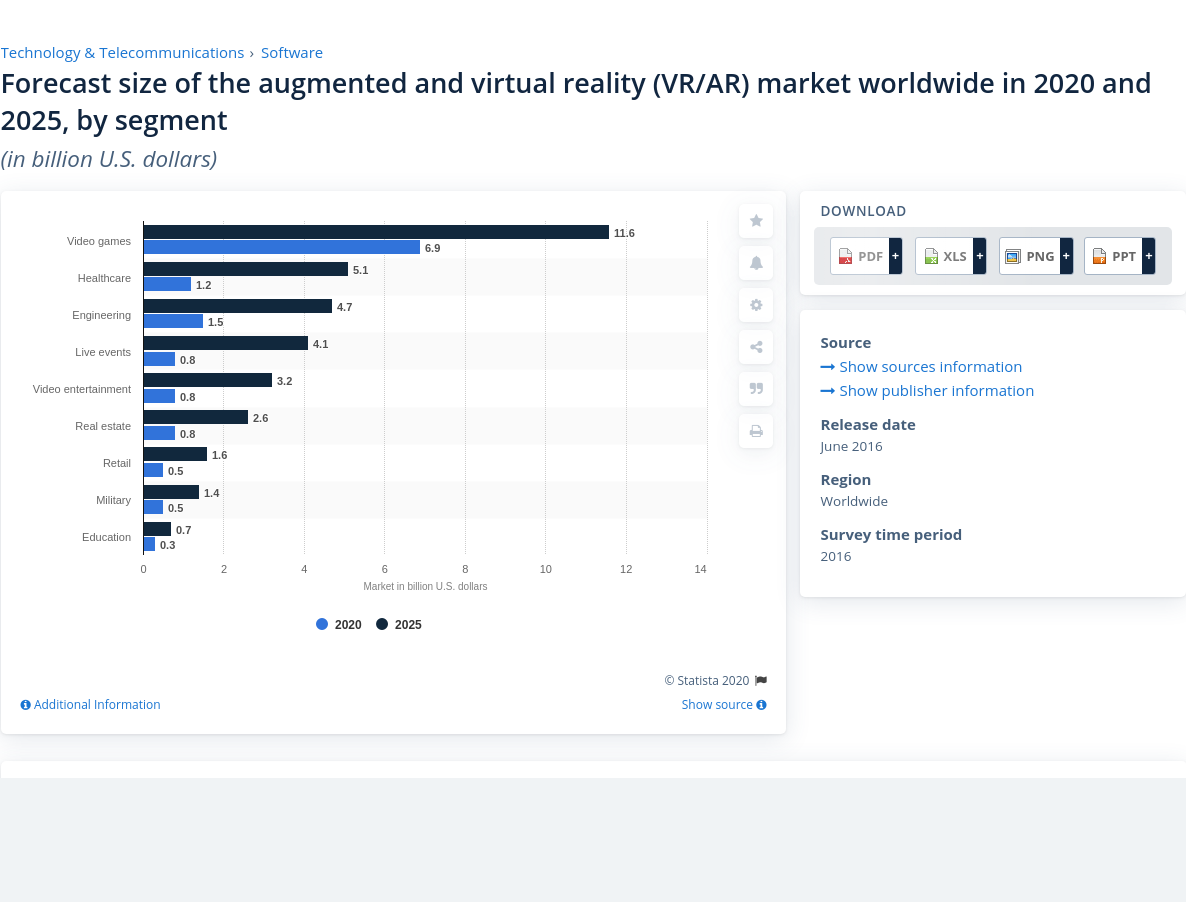 Technology & Telecommunications › Software
Forecast size of the augmented and virtual reality (VR/AR) market worldwide in 2020 and
2025, by segment
(in billion U.S. dollars)
Video games
11.6
6.9
Healthcare
5.1
1.2
Engineering
4.7
1.5
Live events
4.1
0.8
Video entertainment
3.2
0.8
Real estate
2.6
0.8
Retail
1.6
0.5
Military
1.4
0.5
Education
0.7
0.3
0 2 4 6 8 10 12 14
Market in billion U.S. dollars
2020 2025
© Statista 2020
Additional Information
Show source
DOWNLOAD
PDF + XLS + PNG + PPT +
Source
Show sources information
Show publisher information
Release date
June 2016
Region
Worldwide
Survey time period
2016